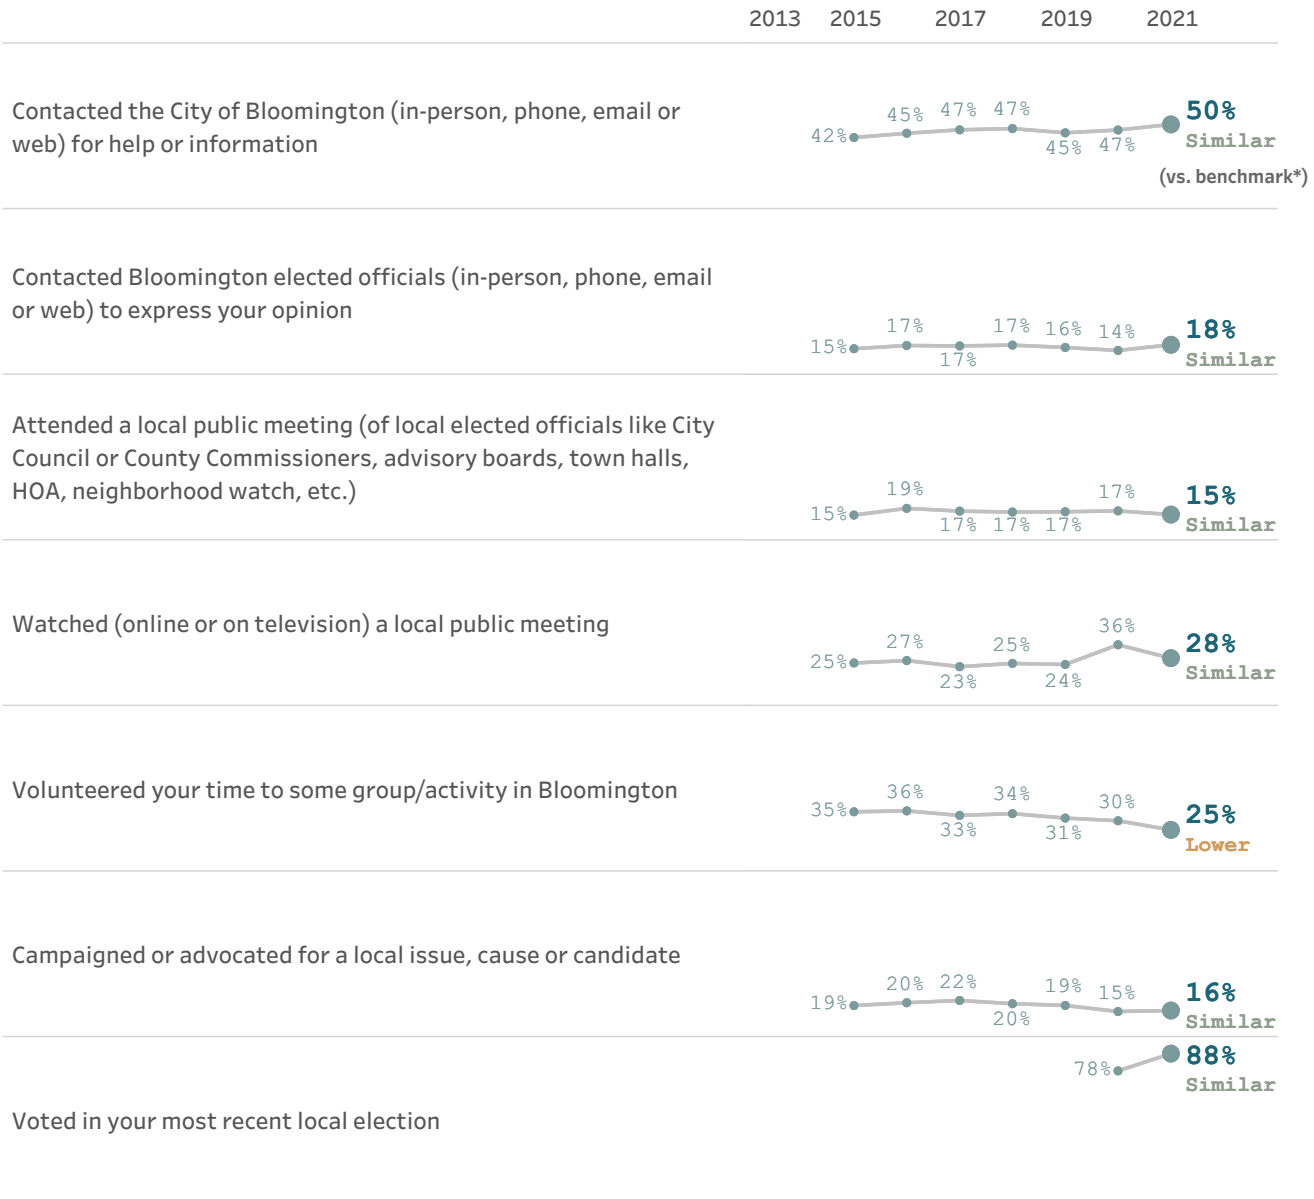 2013 2015 2017 2019 2021
Contacted the City of Bloomington (in-person, phone, email or
web) for help or information
42% 45% 47% 47% 45% 47% 50%
Similar
(vs. benchmark*)
Contacted Bloomington elected officials (in-person, phone, email
or web) to express your opinion
15% 17% 17% 17% 16% 14% 18%
Similar
Attended a local public meeting (of local elected officials like City
Council or County Commissioners, advisory boards, town halls,
HOA, neighborhood watch, etc.)
15% 19% 17% 17% 17% 17% 15%
Similar
Watched (online or on television) a local public meeting
25% 27% 23% 25% 24% 36% 28%
Similar
Volunteered your time to some group/activity in Bloomington
35% 36% 33% 34% 31% 30% 25%
Lower
Campaigned or advocated for a local issue, cause or candidate
19% 20% 22% 20% 19% 15% 16%
Similar
78% 88%
Similar
Voted in your most recent local election